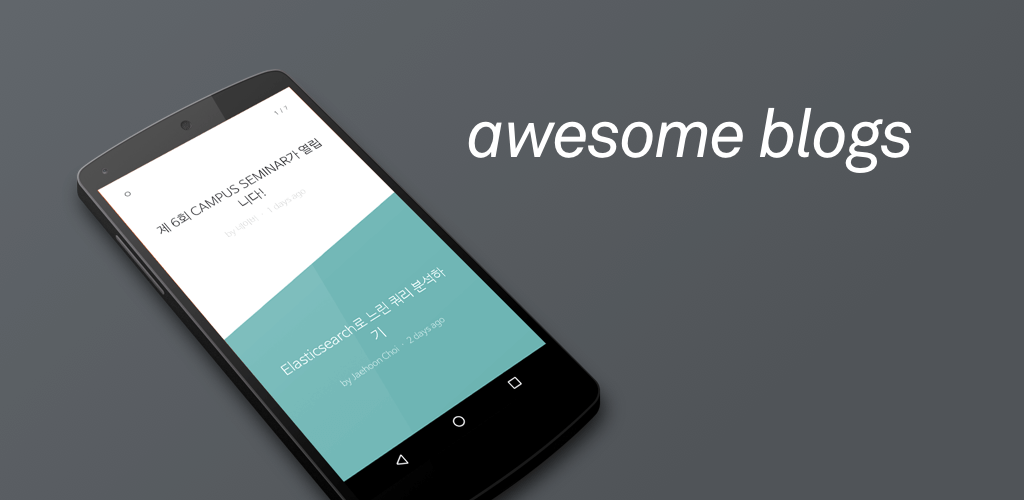 awesome blogs
1 / 7
제 6회 CAMPUS SEMINAR가 열립
니다!
1 days ago
Elasticsearch로 느린 쿼리 분석하
기
by Jaehoon Choi · 2 days ago